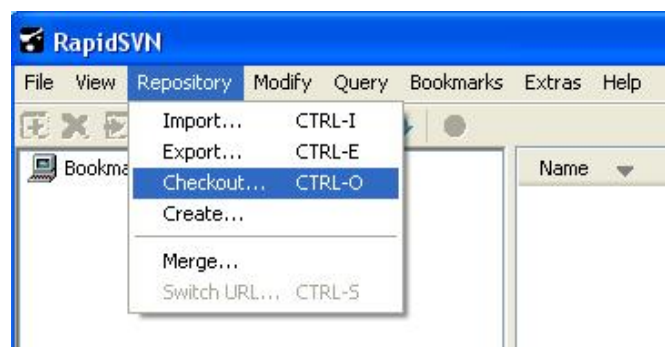 RapidSVN
File View Repository Modify Query Bookmarks Extras Help
Import... CTRL-I
Export... CTRL-E
Checkout... CTRL-O
Create...
Merge...
Switch URL... CTRL-S
Name